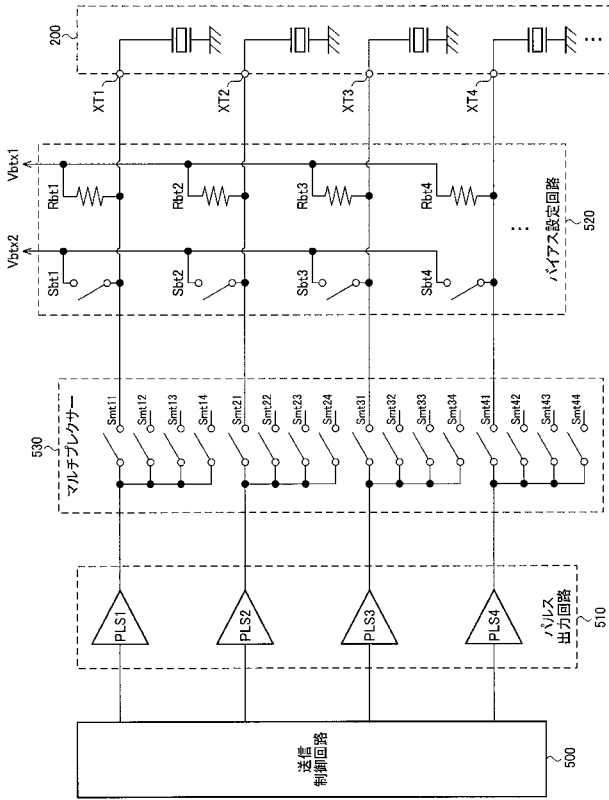 200
XT1
XT2
XT3
XT4
...
Vbtx1
Vbtx2
Rbt1
Rbt2
Rbt3
Rbt4
Sbt1
Sbt2
Sbt3
Sbt4
...
バイアス設定回路
520
530
マルチプレクサー
Smt11
Smt12
Smt13
Smt14
Smt21
Smt22
Smt23
Smt24
Smt31
Smt32
Smt33
Smt34
Smt41
Smt42
Smt43
Smt44
PLS1
PLS2
PLS3
PLS4
パルス
出力回路
510
送信
制御回路
500